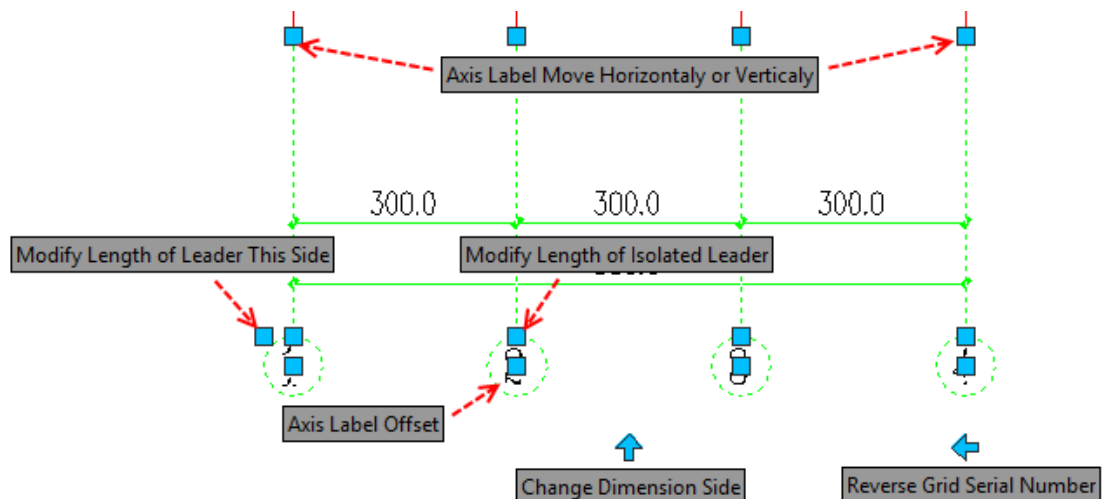 Axis Label Move Horizontaly or Verticaly
300.0 300.0 300.0
Modify Length of Leader This Side
Modify Length of Isolated Leader
Axis Label Offset
Change Dimension Side
Reverse Grid Serial Number